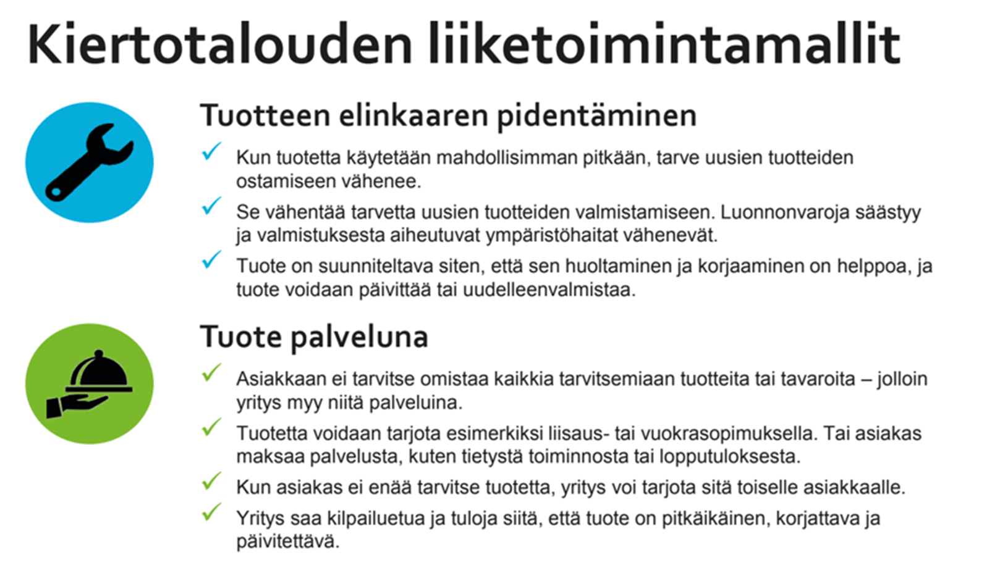 Kiertotalouden liiketoimintamallit
Tuotteen elinkaaren pidentäminen
Kun tuotetta käytetään mahdollisimman pitkään, tarve uusien tuotteiden
ostamiseen vähenee.
Se vähentää tarvetta uusien tuotteiden valmistamiseen. Luonnonvaroja säästyy
ja valmistuksesta aiheutuvat ympäristöhaitat vähenevät.
Tuote on suunniteltava siten, että sen huoltaminen ja korjaaminen on helppoa, ja
tuote voidaan päivittää tai uudelleenvalmistaa.
Tuote palveluna
Asiakkaan ei tarvitse omistaa kaikkia tarvitsemiaan tuotteita tai tavaroita – jolloin
yritys myy niitä palveluina.
Tuotetta voidaan tarjota esimerkiksi liisaus- tai vuokrasopimuksella. Tai asiakas
maksaa palvelusta, kuten tietystä toiminnosta tai lopputuloksesta.
Kun asiakas ei enää tarvitse tuotetta, yritys voi tarjota sitä toiselle asiakkaalle.
Yritys saa kilpailuetua ja tuloja siitä, että tuote on pitkäikäinen, korjattava ja
päivitettävä.